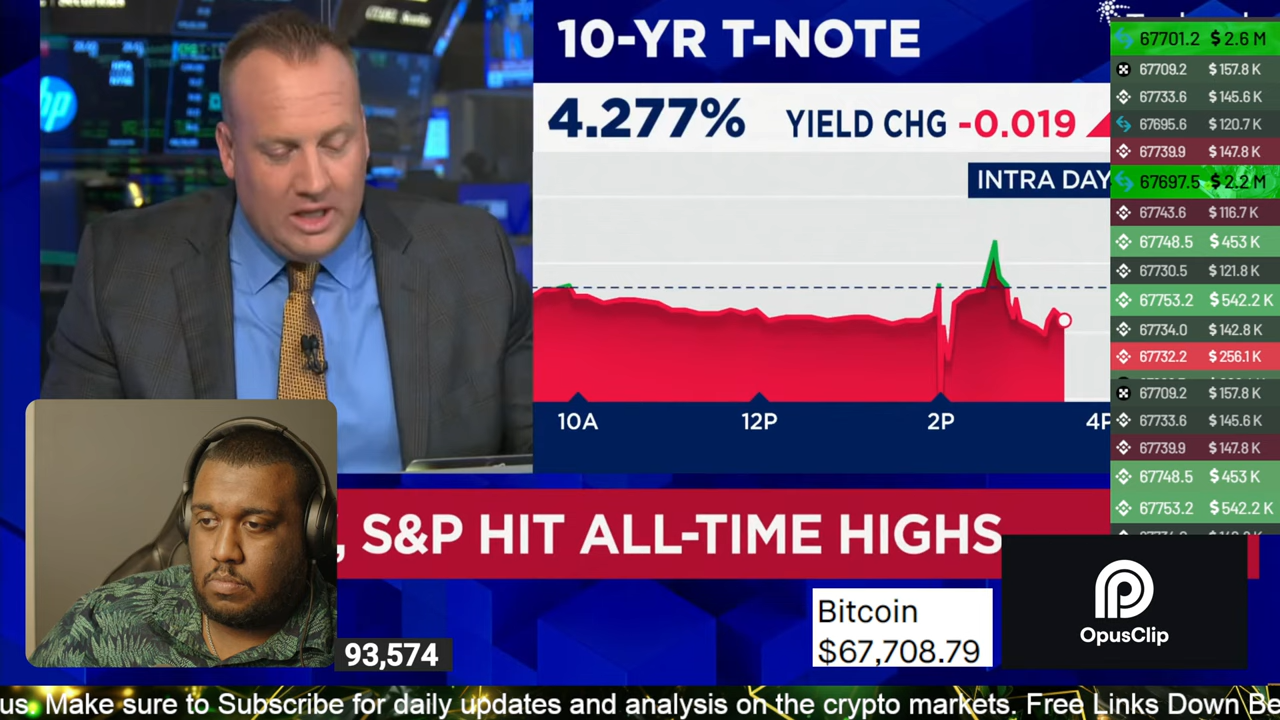 hp
10-YR T-NOTE
4.277% YIELD CHG -0.019
INTRA DAY
10A 12P 2P 4P
67701.2 $2.6 M
67709.2 $157.8 K
67733.6 $145.6 K
67695.6 $120.7 K
67739.9 $147.8 K
67697.5 $2.2 M
67743.6 $116.7 K
67748.5 $453 K
67730.5 $121.8 K
67753.2 $542.2 K
67734.0 $142.8 K
67732.2 $256.1 K
67709.2 $157.8 K
67733.6 $145.6 K
67739.9 $147.8 K
67748.5 $453 K
67753.2 $542.2 K
, S&P HIT ALL-TIME HIGHS
Bitcoin
$67,708.79
OpusClip
93,574
us. Make sure to Subscribe for daily updates and analysis on the crypto markets. Free Links Down Be